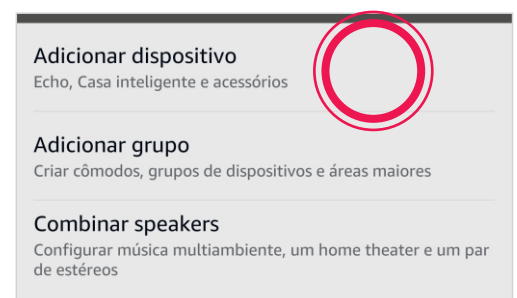 Adicionar dispositivo
Echo, Casa inteligente e acessórios
Adicionar grupo
Criar cômodos, grupos de dispositivos e áreas maiores
Combinar speakers
Configurar música multiambiente, um home theater e um par
de estéreos